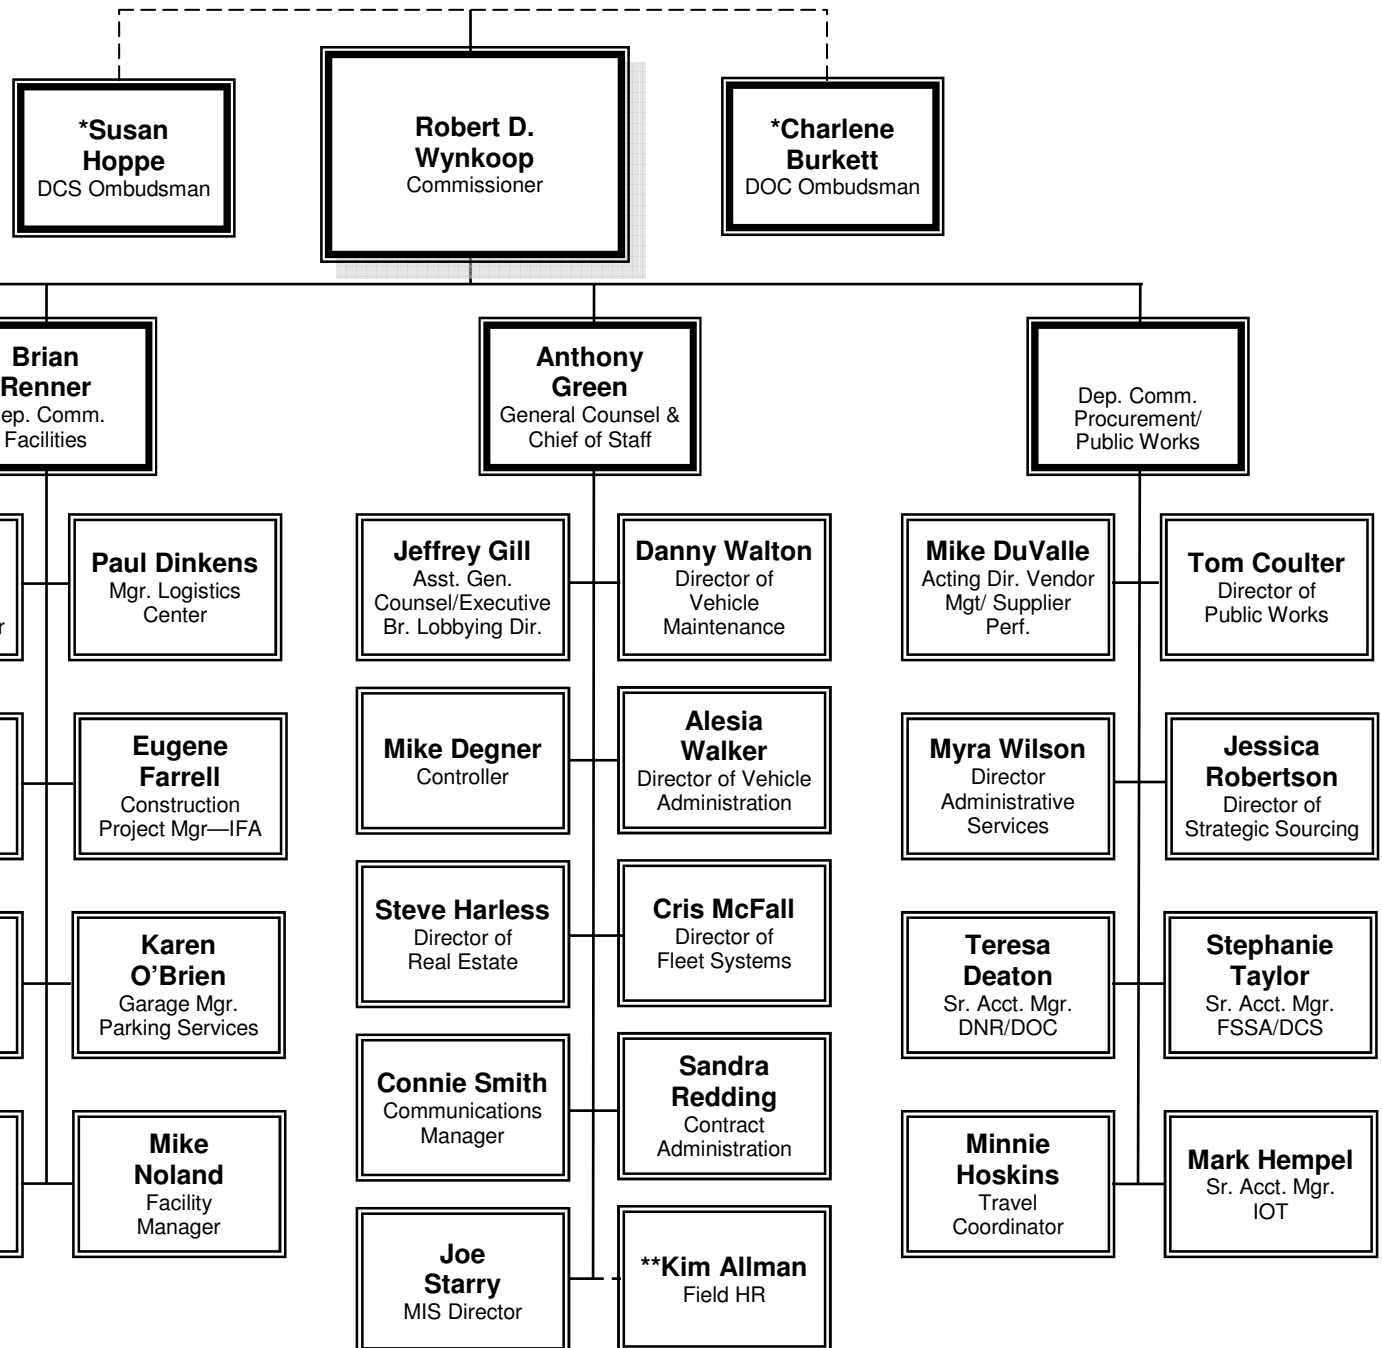 *Susan
Hoppe
DCS Ombudsman
Robert D.
Wynkoop
Commissioner
*Charlene
Burkett
DOC Ombudsman
Brian
Renner
ep. Comm.
Facilities
Anthony
Green
General Counsel &
Chief of Staff
Dep. Comm.
Procurement/
Public Works
r
Paul Dinkens
Mgr. Logistics
Center
Jeffrey Gill
Asst. Gen.
Counsel/Executive
Br. Lobbying Dir.
Danny Walton
Director of
Vehicle
Maintenance
Mike DuValle
Acting Dir. Vendor
Mgt/ Supplier
Perf.
Tom Coulter
Director of
Public Works
Eugene
Farrell
Construction
Project Mgr—IFA
Mike Degner
Controller
Alesia
Walker
Director of Vehicle
Administration
Myra Wilson
Director
Administrative
Services
Jessica
Robertson
Director of
Strategic Sourcing
Karen
O’Brien
Garage Mgr.
Parking Services
Steve Harless
Director of
Real Estate
Cris McFall
Director of
Fleet Systems
Teresa
Deaton
Sr. Acct. Mgr.
DNR/DOC
Stephanie
Taylor
Sr. Acct. Mgr.
FSSA/DCS
Mike
Noland
Facility
Manager
Connie Smith
Communications
Manager
Sandra
Redding
Contract
Administration
Minnie
Hoskins
Travel
Coordinator
Mark Hempel
Sr. Acct. Mgr.
IOT
Joe
Starry
MIS Director
**Kim Allman
Field HR